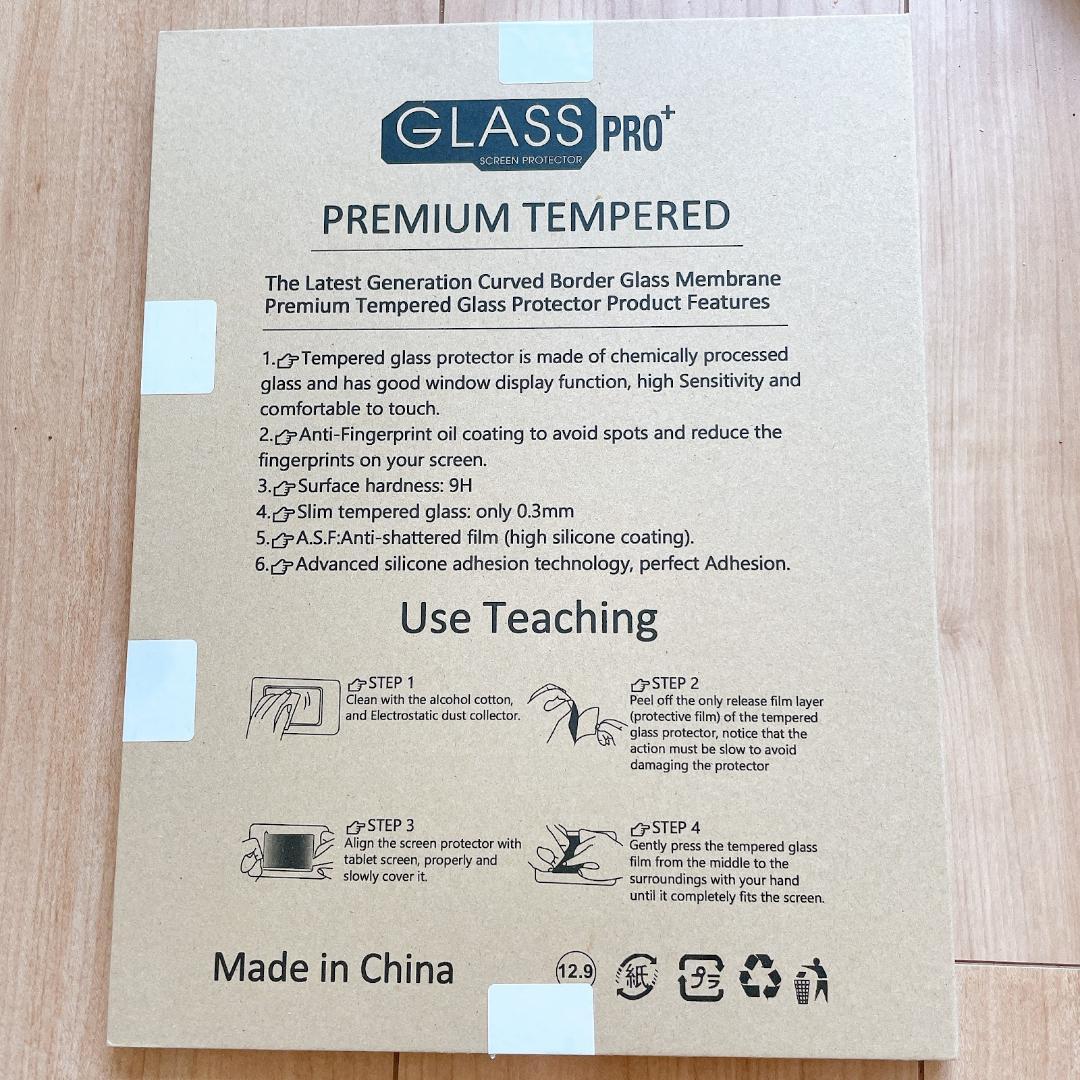 GLASS PRO+
SCREEN PROTECTOR
PREMIUM TEMPERED
The Latest Generation Curved Border Glass Membrane
Premium Tempered Glass Protector Product Features
1.👉Tempered glass protector is made of chemically processed
glass and has good window display function, high Sensitivity and
comfortable to touch.
2.👉Anti-Fingerprint oil coating to avoid spots and reduce the
fingerprints on your screen.
3.👉Surface hardness: 9H
4.👉Slim tempered glass: only 0.3mm
5.👉A.S.F:Anti-shattered film (high silicone coating).
6.👉Advanced silicone adhesion technology, perfect Adhesion.
Use Teaching
👉STEP 1
Clean with the alcohol cotton,
and Electrostatic dust collector.
👉STEP 2
Peel off the only release film layer
(protective film) of the tempered
glass protector, notice that the
action must be slow to avoid
damaging the protector
👉STEP 3
Align the screen protector with
tablet screen, properly and
slowly cover it.
👉STEP 4
Gently press the tempered glass
film from the middle to the
surroundings with your hand
until it completely fits the screen.
Made in China
12.9
紙
プラ